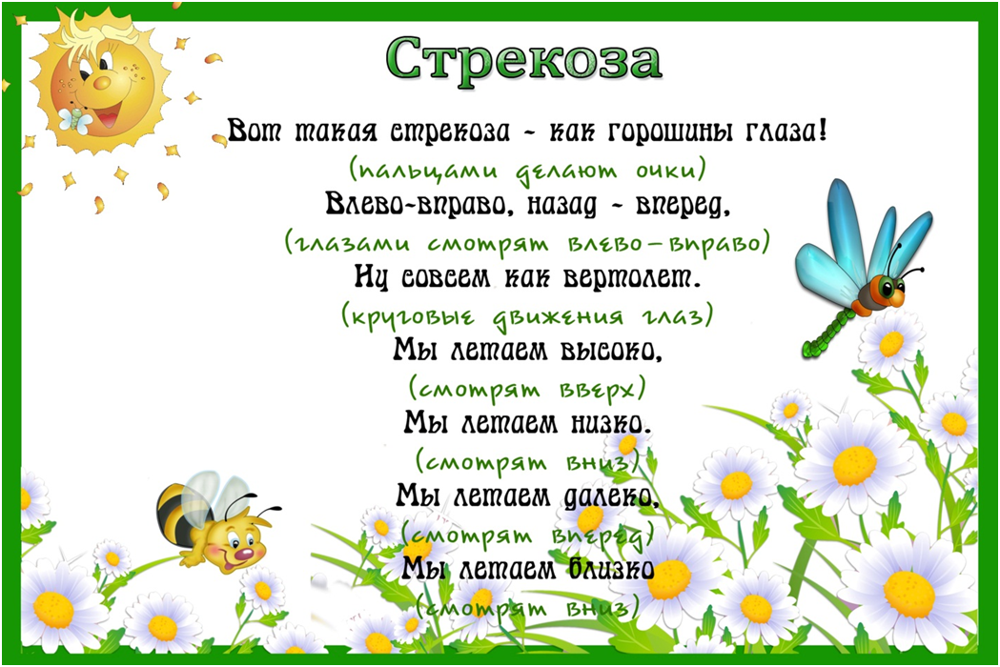 Стрекоза
Вот такая стрекоза - как горошины глаза!
(пальцами делают очки)
Влево-вправо, назад - вперед,
(глазами смотрят влево-вправо)
Ну совсем как вертолет.
(круговые движения глаз)
Мы летаем высоко,
(смотрят вверх)
Мы летаем низко.
(смотрят вниз)
Мы летаем далеко,
(смотрят вперед)
Мы летаем близко
(смотрят вниз)